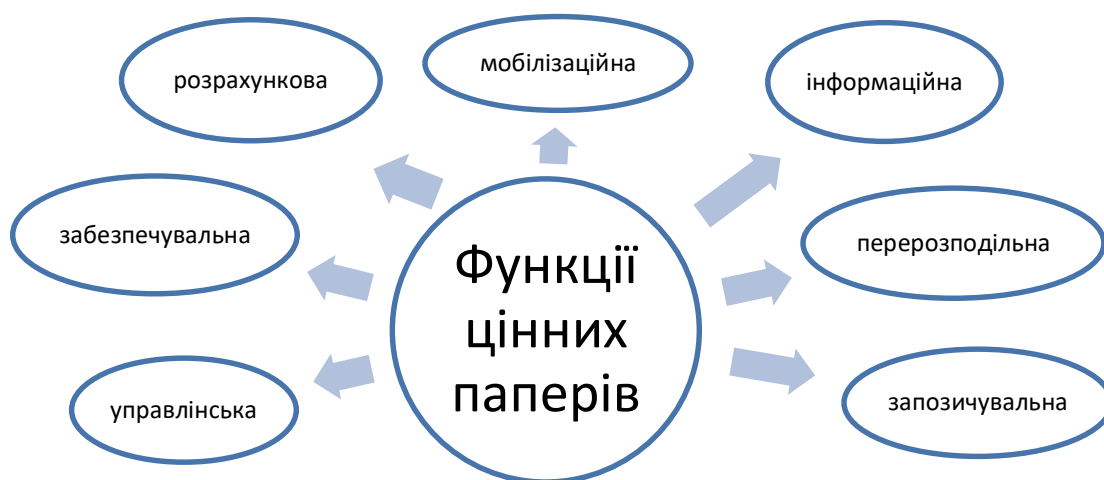 розрахункова
мобілізаційна
інформаційна
забезпечувальна
перерозподільна
Функції
цінних
паперів
управлінська
запозичувальна